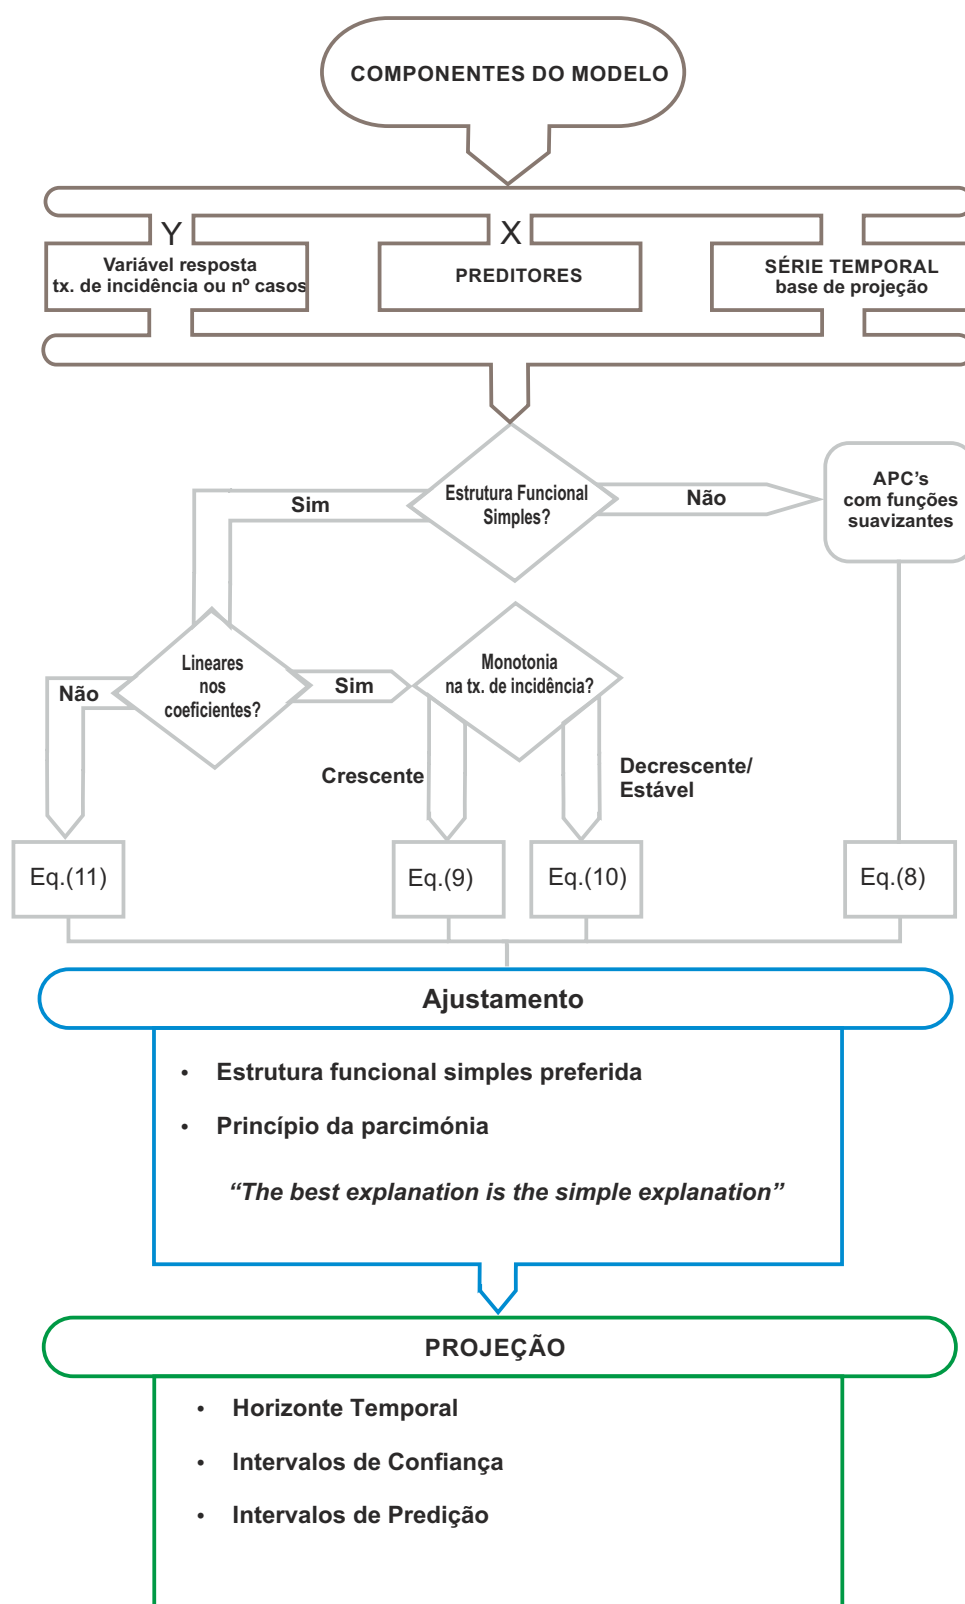 COMPONENTES DO MODELO
Y
Variável resposta
tx. de incidência ou nº casos
X
PREDITORES
SÉRIE TEMPORAL
base de projeção
Estrutura Funcional
Simples?
Sim
Não
APC's
com funções
suavizantes
Lineares
nos
coeficientes?
Não
Sim
Monotonia
na tx. de incidência?
Crescente
Decrescente/
Estável
Eq.(11)
Eq.(9)
Eq.(10)
Eq.(8)
Ajustamento
• Estrutura funcional simples preferida
• Princípio da parcimónia
“The best explanation is the simple explanation”
PROJEÇÃO
• Horizonte Temporal
• Intervalos de Confiança
• Intervalos de Predição